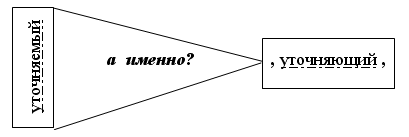 уточняемый
а именно?
, уточняющий ,